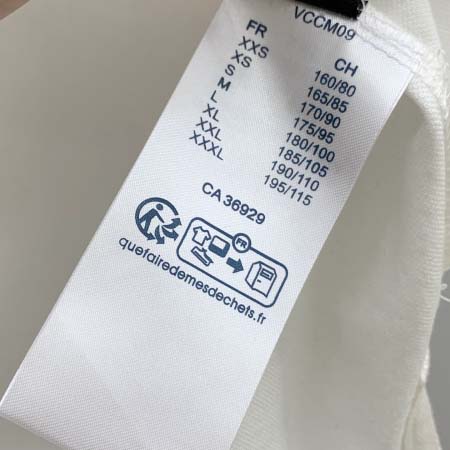 VCCM09
FR CH
XXS 160/80
XS 165/85
S 170/90
M 175/95
L 180/100
XL 185/105
XXL 190/110
XXXL 195/115
CA 36929
FR
quefairedemesdechets.fr